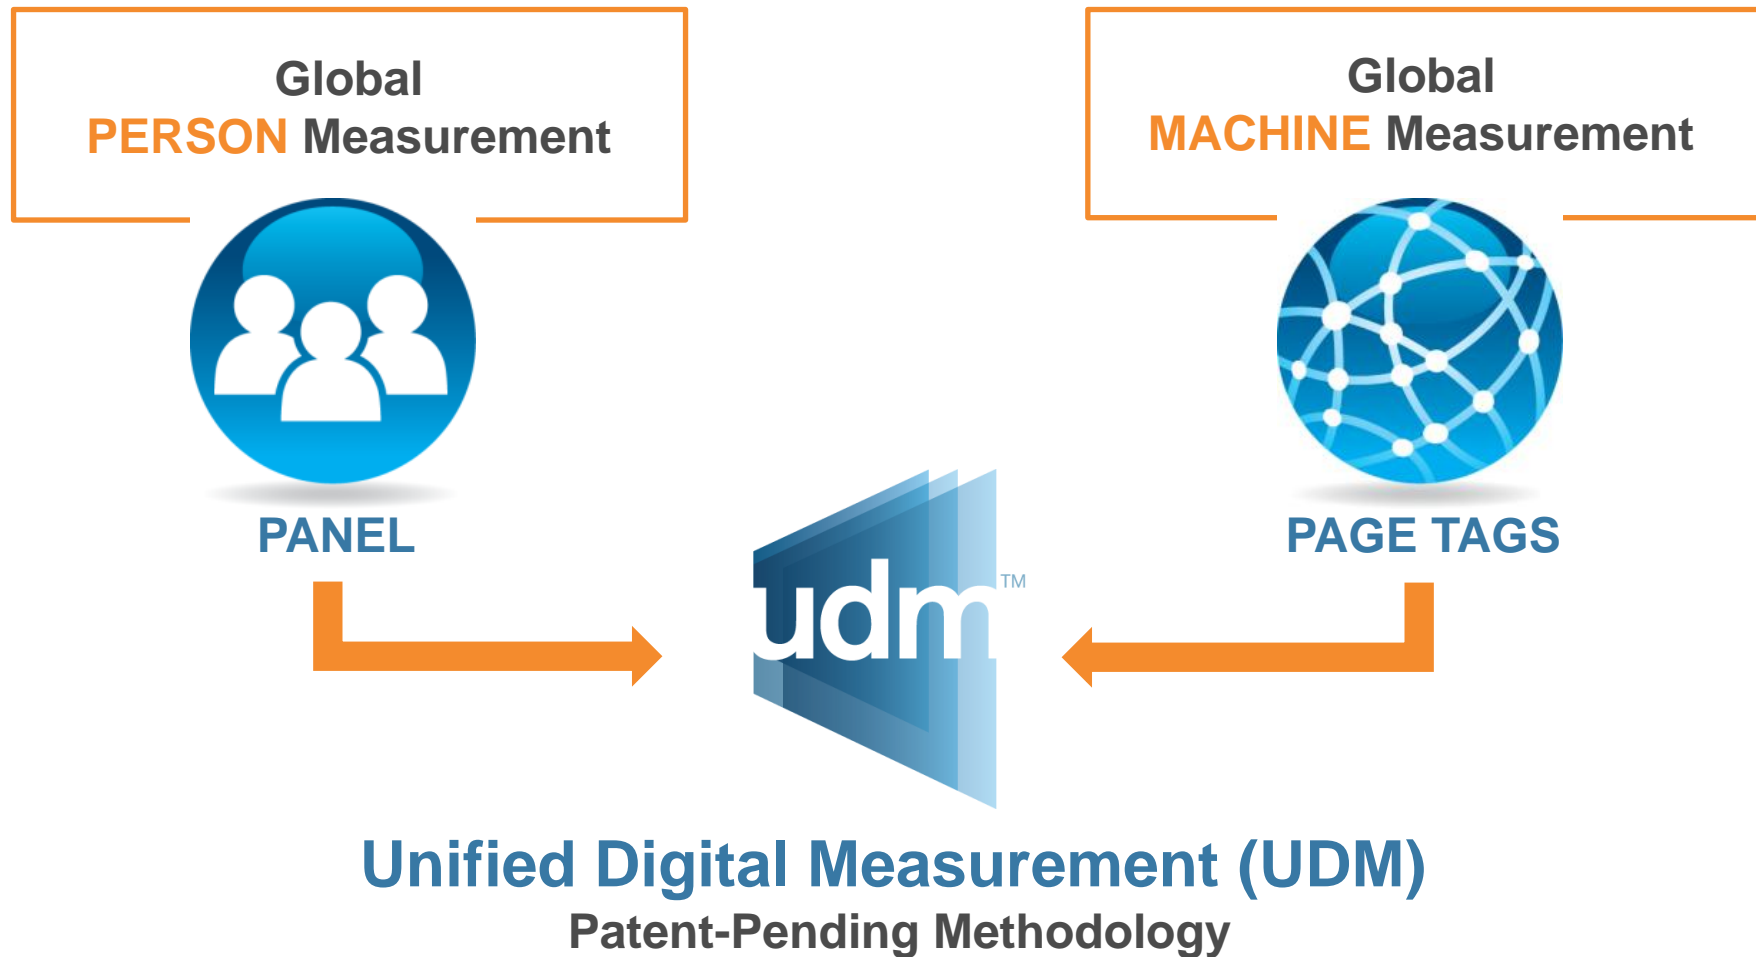 Global
PERSON Measurement
Global
MACHINE Measurement
PANEL
PAGE TAGS
udm™
Unified Digital Measurement (UDM)
Patent-Pending Methodology